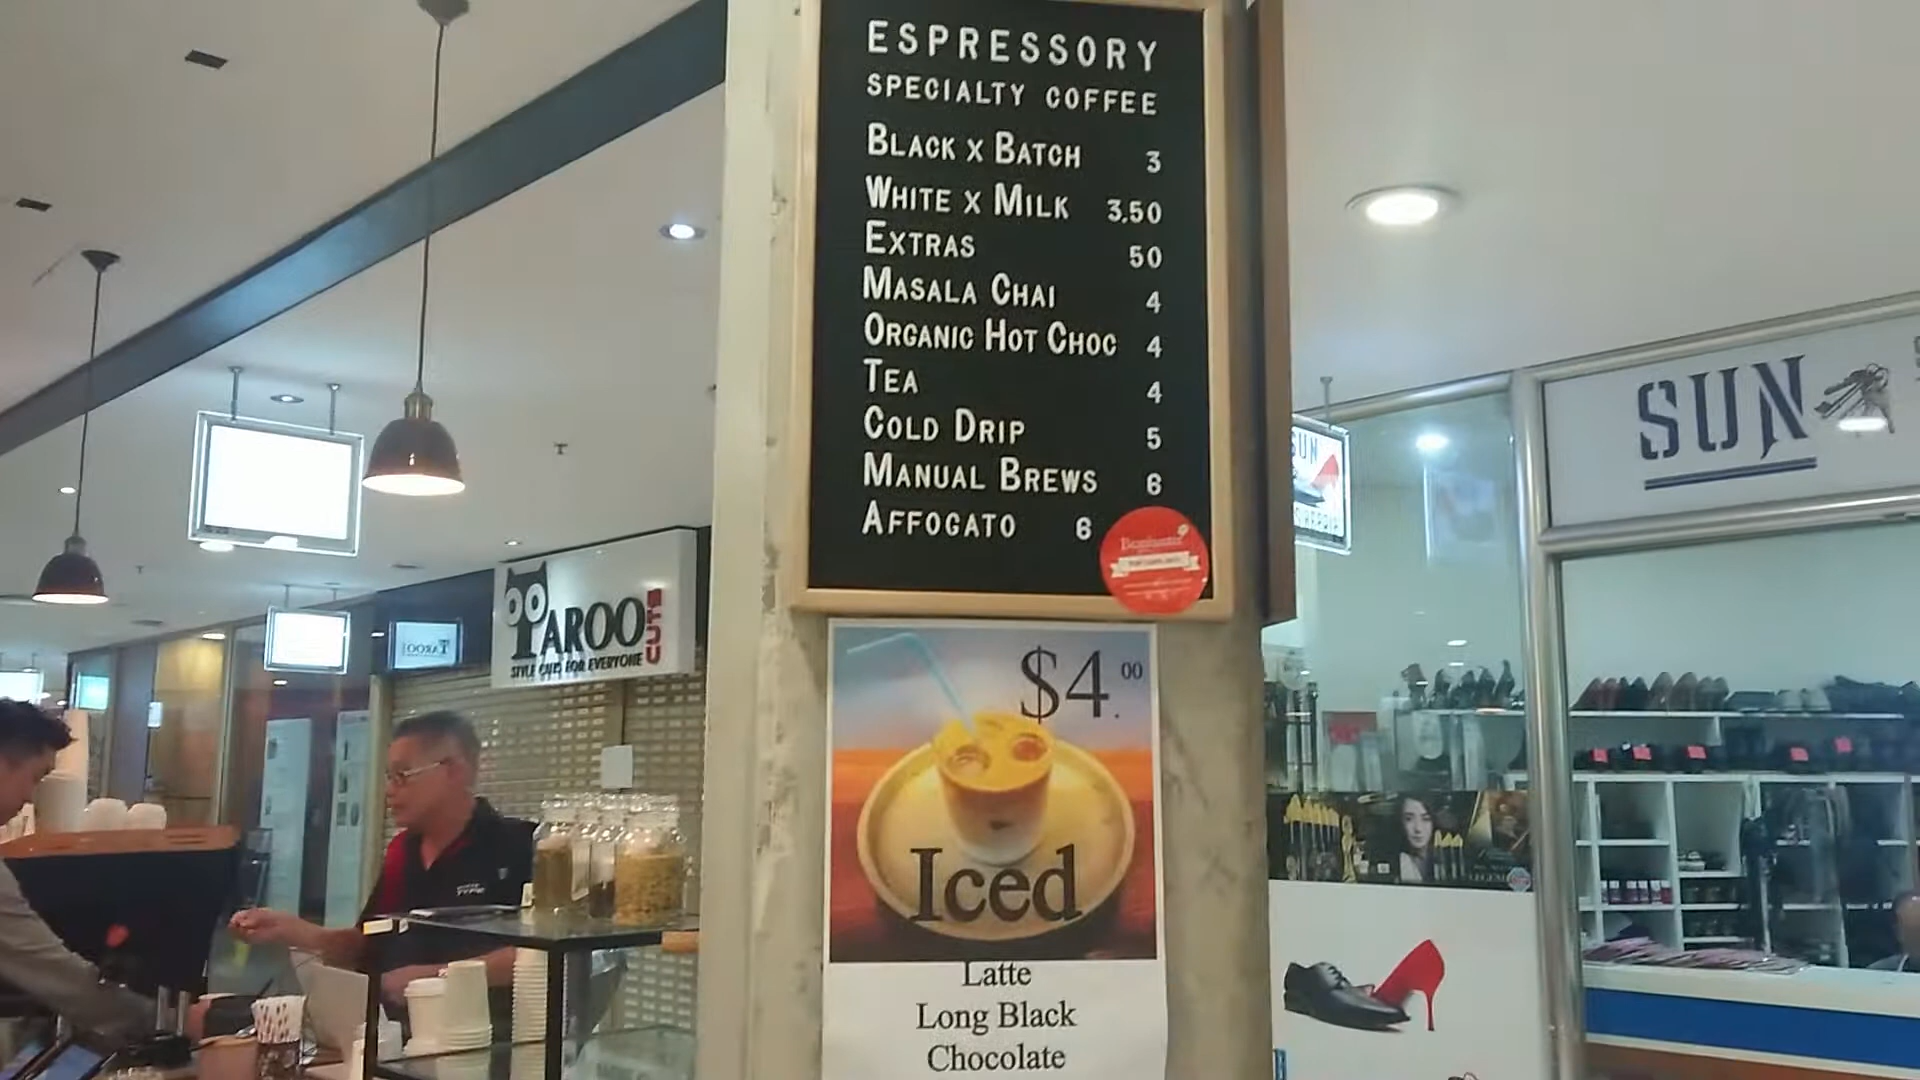 ESPRESSORY
SPECIALTY COFFEE
BLACK X BATCH 3
WHITE X MILK 3.50
EXTRAS 50
MASALA CHAI 4
ORGANIC HOT CHOC 4
TEA 4
COLD DRIP 5
MANUAL BREWS 6
AFFOGATO 6
$4.00
Iced
Latte
Long Black
Chocolate
TAROO CUTS
STYLE CUTS FOR EVERYONE
TAROO
SUN
SUN